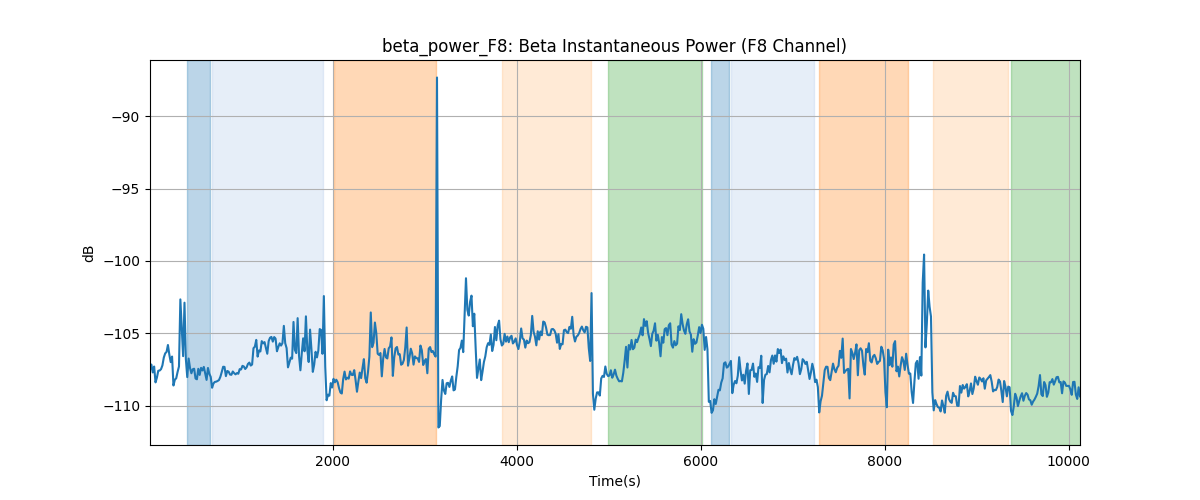 beta_power_F8: Beta Instantaneous Power (F8 Channel)
−90
−95
−100
−105
−110
dB
2000 4000 6000 8000 10000
Time(s)